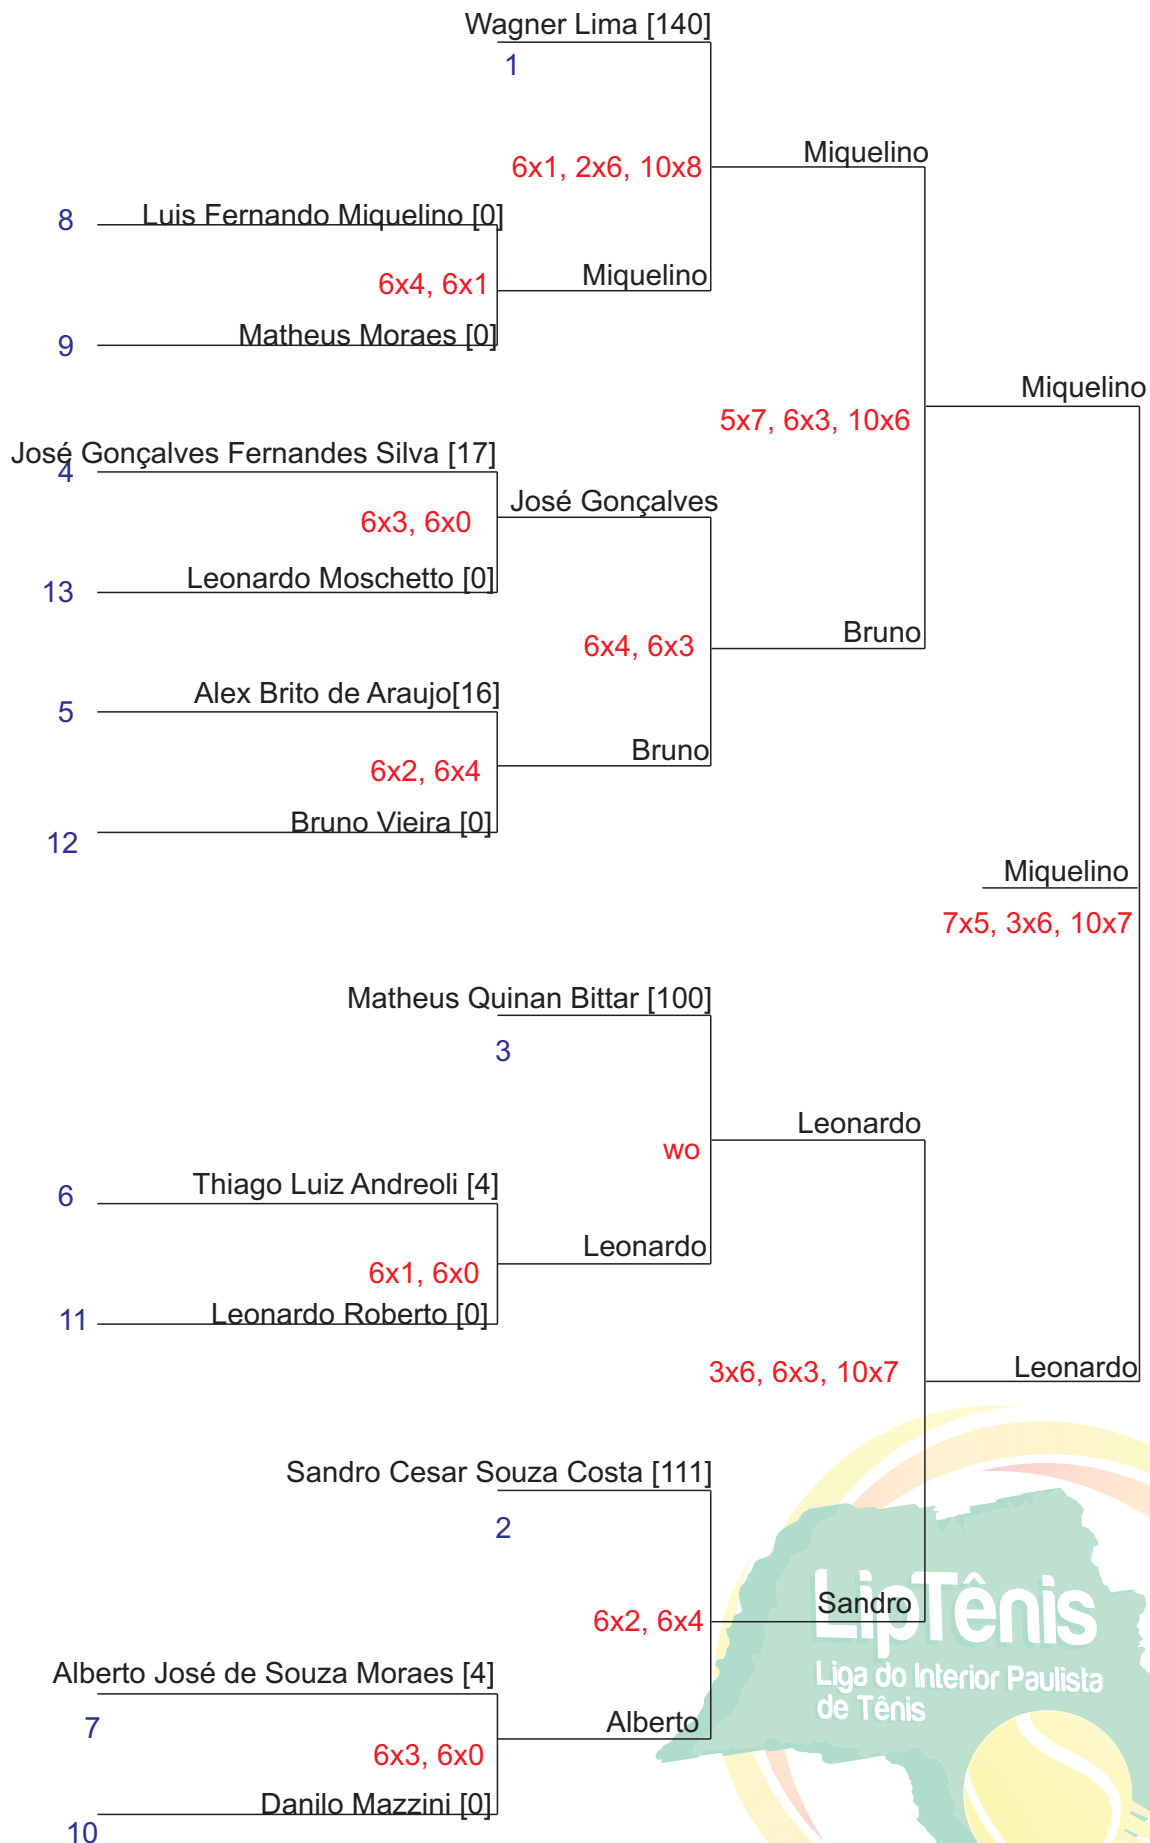 Wagner Lima [140]
1
6x1, 2x6, 10x8
Miquelino
8
Luis Fernando Miquelino [0]
6x4, 6x1
Miquelino
9
Matheus Moraes [0]
Miquelino
5x7, 6x3, 10x6
José Gonçalves Fernandes Silva [17]
4
José Gonçalves
6x3, 6x0
13
Leonardo Moschetto [0]
6x4, 6x3
Bruno
5
Alex Brito de Araujo[16]
6x2, 6x4
Bruno
12
Bruno Vieira [0]
Miquelino
7x5, 3x6, 10x7
Matheus Quinan Bittar [100]
3
wo
Leonardo
6
Thiago Luiz Andreoli [4]
6x1, 6x0
Leonardo
11
Leonardo Roberto [0]
3x6, 6x3, 10x7
Leonardo
Sandro Cesar Souza Costa [111]
2
6x2, 6x4
Sandro
LipTênis
Liga do Interior Paulista
de Tênis
Alberto José de Souza Moraes [4]
7
6x3, 6x0
Alberto
Danilo Mazzini [0]
10